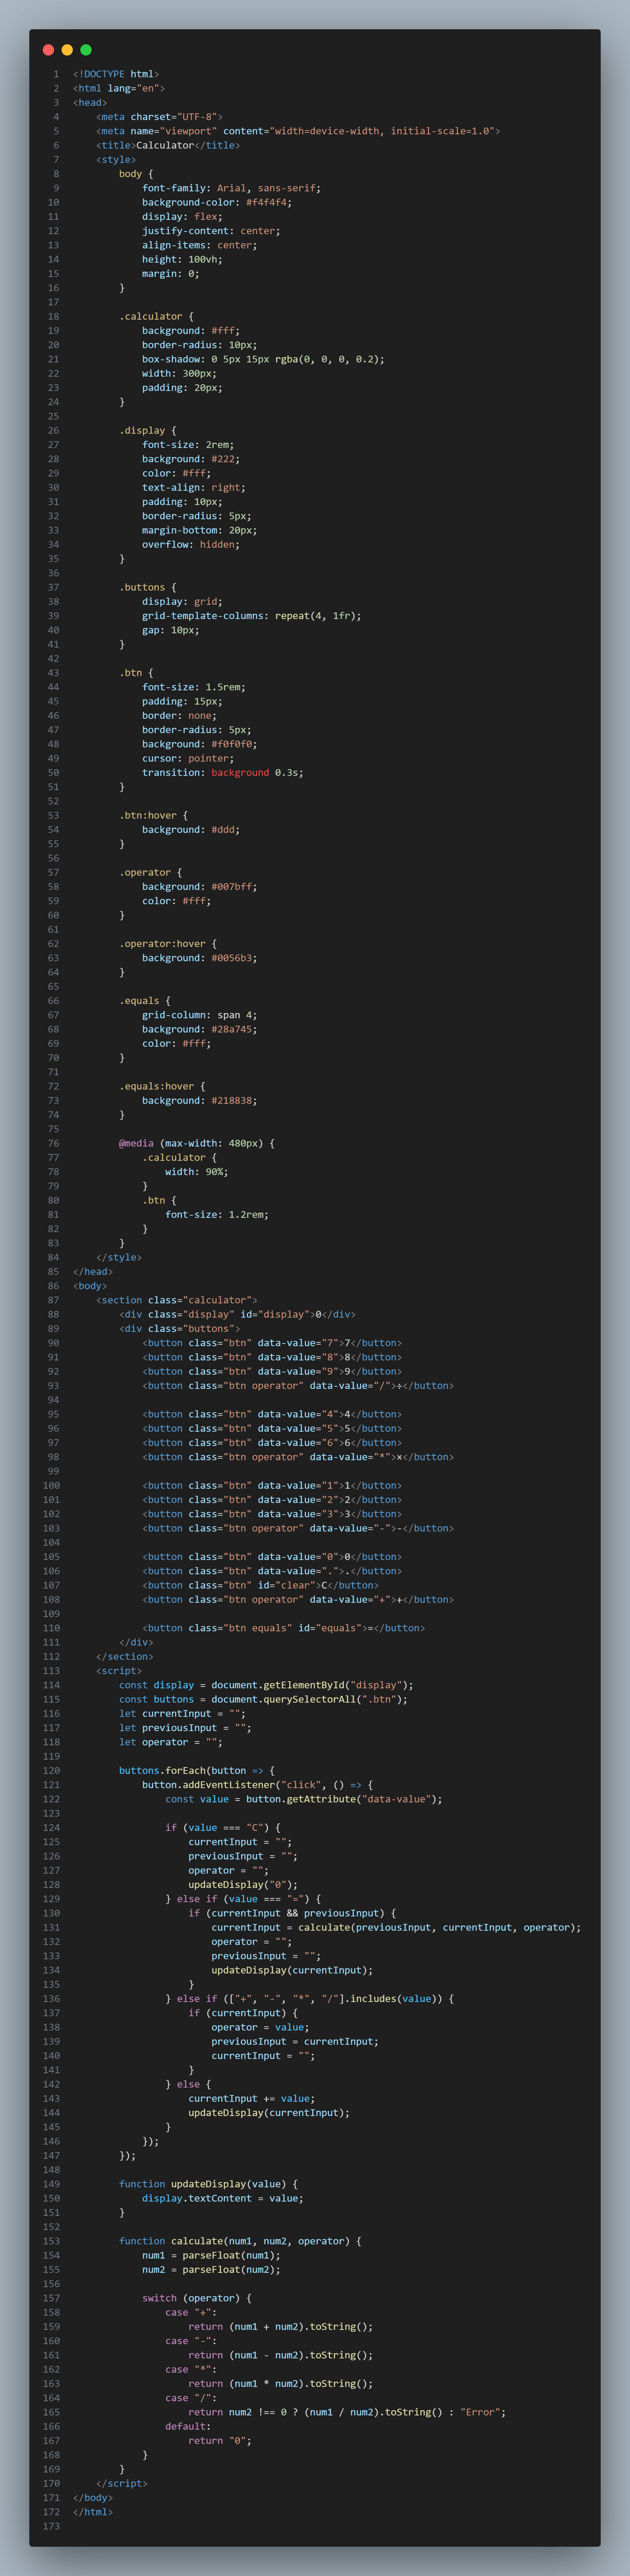 1 <!DOCTYPE html>
2 <html lang="en">
3 <head>
4     <meta charset="UTF-8">
5     <meta name="viewport" content="width=device-width, initial-scale=1.0">
6     <title>Calculator</title>
7     <style>
8         body {
9             font-family: Arial, sans-serif;
10             background-color: #f4f4f4;
11             display: flex;
12             justify-content: center;
13             align-items: center;
14             height: 100vh;
15             margin: 0;
16         }
17
18         .calculator {
19             background: #fff;
20             border-radius: 10px;
21             box-shadow: 0 5px 15px rgba(0, 0, 0, 0.2);
22             width: 300px;
23             padding: 20px;
24         }
25
26         .display {
27             font-size: 2rem;
28             background: #222;
29             color: #fff;
30             text-align: right;
31             padding: 10px;
32             border-radius: 5px;
33             margin-bottom: 20px;
34             overflow: hidden;
35         }
36
37         .buttons {
38             display: grid;
39             grid-template-columns: repeat(4, 1fr);
40             gap: 10px;
41         }
42
43         .btn {
44             font-size: 1.5rem;
45             padding: 15px;
46             border: none;
47             border-radius: 5px;
48             background: #f0f0f0;
49             cursor: pointer;
50             transition: background 0.3s;
51         }
52
53         .btn:hover {
54             background: #ddd;
55         }
56
57         .operator {
58             background: #007bff;
59             color: #fff;
60         }
61
62         .operator:hover {
63             background: #0056b3;
64         }
65
66         .equals {
67             grid-column: span 4;
68             background: #28a745;
69             color: #fff;
70         }
71
72         .equals:hover {
73             background: #218838;
74         }
75
76         @media (max-width: 480px) {
77             .calculator {
78                 width: 90%;
79             }
80             .btn {
81                 font-size: 1.2rem;
82             }
83         }
84     </style>
85 </head>
86 <body>
87     <section class="calculator">
88         <div class="display" id="display">0</div>
89         <div class="buttons">
90             <button class="btn" data-value="7">7</button>
91             <button class="btn" data-value="8">8</button>
92             <button class="btn" data-value="9">9</button>
93             <button class="btn operator" data-value="/">÷</button>
94
95             <button class="btn" data-value="4">4</button>
96             <button class="btn" data-value="5">5</button>
97             <button class="btn" data-value="6">6</button>
98             <button class="btn operator" data-value="*">×</button>
99
100             <button class="btn" data-value="1">1</button>
101             <button class="btn" data-value="2">2</button>
102             <button class="btn" data-value="3">3</button>
103             <button class="btn operator" data-value="-">-</button>
104
105             <button class="btn" data-value="0">0</button>
106             <button class="btn" data-value=".">.</button>
107             <button class="btn" id="clear">C</button>
108             <button class="btn operator" data-value="+">+</button>
109
110             <button class="btn equals" id="equals">=</button>
111         </div>
112     </section>
113     <script>
114         const display = document.getElementById("display");
115         const buttons = document.querySelectorAll(".btn");
116         let currentInput = "";
117         let previousInput = "";
118         let operator = "";
119
120         buttons.forEach(button => {
121             button.addEventListener("click", () => {
122                 const value = button.getAttribute("data-value");
123
124                 if (value === "C") {
125                     currentInput = "";
126                     previousInput = "";
127                     operator = "";
128                     updateDisplay("0");
129                 } else if (value === "=") {
130                     if (currentInput && previousInput) {
131                         currentInput = calculate(previousInput, currentInput, operator);
132                         operator = "";
133                         previousInput = "";
134                         updateDisplay(currentInput);
135                     }
136                 } else if (["+", "-", "*", "/"].includes(value)) {
137                     if (currentInput) {
138                         operator = value;
139                         previousInput = currentInput;
140                         currentInput = "";
141                     }
142                 } else {
143                     currentInput += value;
144                     updateDisplay(currentInput);
145                 }
146             });
147         });
148
149         function updateDisplay(value) {
150             display.textContent = value;
151         }
152
153         function calculate(num1, num2, operator) {
154             num1 = parseFloat(num1);
155             num2 = parseFloat(num2);
156
157             switch (operator) {
158                 case "+":
159                     return (num1 + num2).toString();
160                 case "-":
161                     return (num1 - num2).toString();
162                 case "*":
163                     return (num1 * num2).toString();
164                 case "/":
165                     return num2 !== 0 ? (num1 / num2).toString() : "Error";
166                 default:
167                     return "0";
168             }
169         }
170     </script>
171 </body>
172 </html>
173